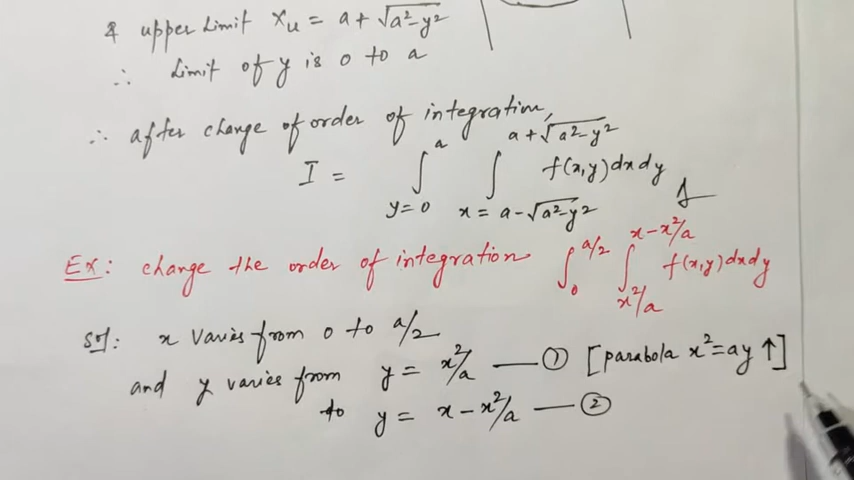 & upper limit x_u = a + √(a²-y²)
∴ limit of y is 0 to a
∴ after change of order of integration,
I = ∫_{y=0}^{a} ∫_{x=a-√(a²-y²)}^{a+√(a²-y²)} f(x,y) dx dy
Ex: change the order of integration ∫_0^{a/2} ∫_{x²/a}^{x-x²/a} f(x,y) dx dy
Sol: x varies from 0 to a/2
and y varies from y = x²/a —— ① [parabola x² = ay ↑]
to y = x - x²/a —— ②